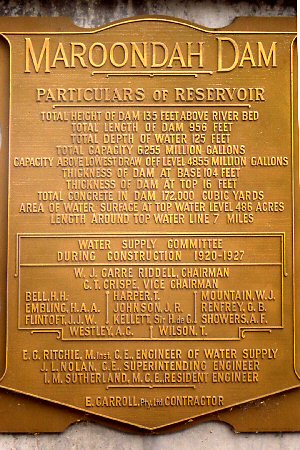 MAROONDAH DAM
PARTICULARS OF RESERVOIR
TOTAL HEIGHT OF DAM 135 FEET ABOVE RIVER BED
TOTAL LENGTH OF DAM 956 FEET
TOTAL DEPTH OF WATER 125 FEET
TOTAL CAPACITY 6256 MILLION GALLONS
CAPACITY ABOVE LOWEST DRAW OFF LEVEL 4855 MILLION GALLONS
THICKNESS OF DAM AT BASE 104 FEET
THICKNESS OF DAM AT TOP 16 FEET
TOTAL CONCRETE IN DAM 172,000 CUBIC YARDS
AREA OF WATER SURFACE AT TOP WATER LEVEL 486 ACRES
LENGTH AROUND TOP WATER LINE 7 MILES
WATER SUPPLY COMMITTEE
DURING CONSTRUCTION 1920-1927
W. J. CARRE RIDDELL, CHAIRMAN
C. T. CRISPE, VICE CHAIRMAN
BELL, H.H. HARPER, T. MOUNTAIN, W.J.
EMBLING, H.A.A. JOHNSON, J.R. RENFREY, G.B.
FLINTOFT, J.J.W. KELLETT, Sir H. de C. SHOWERS, A.F.
WESTLEY, A.C. WILSON, T.
E. G. RITCHIE, M. Inst. C. E., ENGINEER OF WATER SUPPLY
J. L. NOLAN, C.E., SUPERINTENDING ENGINEER
I. M. SUTHERLAND, M.C.E. RESIDENT ENGINEER
E. CARROLL, Pty. Ltd CONTRACTOR